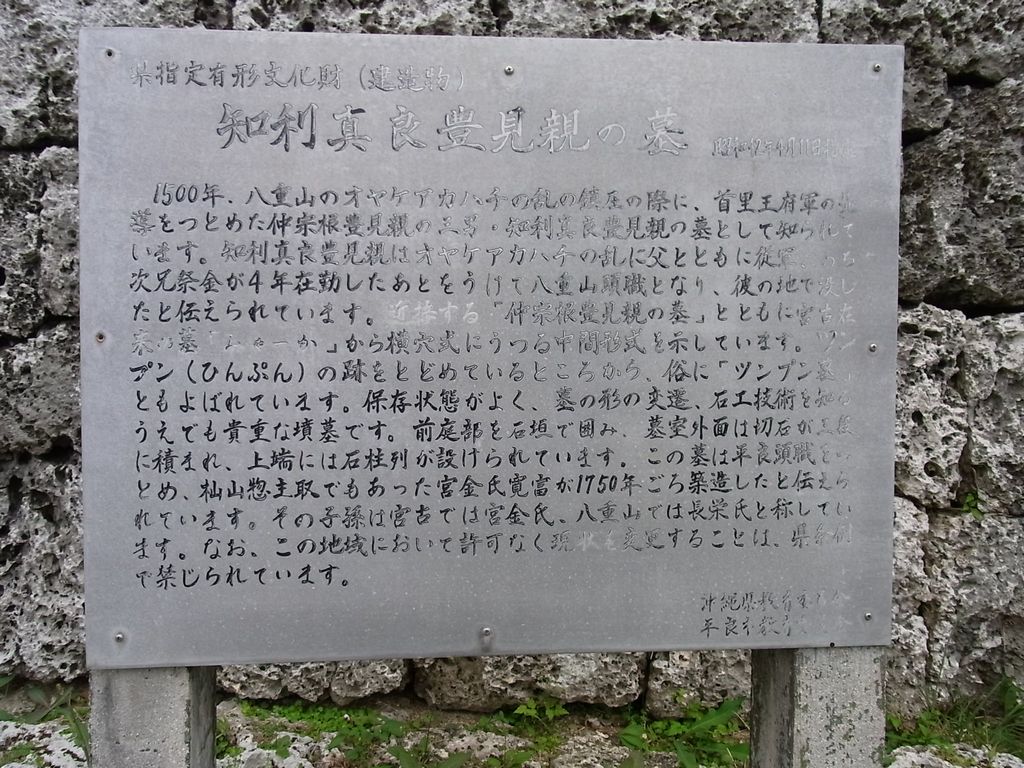 県指定有形文化財(建造物)
知利真良豊見親の墓 昭和42年4月11日
1500年、八重山のオヤケアカハチの乱の鎮圧の際に、首里王府軍の
をつとめた仲宗根豊見親の三男・知利真良豊見親の墓として知られて
います。知利真良豊見親はオヤケアカハチの乱に父とともに従軍、のち
次兄祭金が4年在勤したあとをうけて八重山頭職となり、彼の地で没し
たと伝えられています。近接する「仲宗根豊見親の墓」とともに宮古在
来の墓「みゃーか」から横穴式にうつる中間形式を示しています。ツン
プン(ひんぷん)の跡をとどめているところから、俗に「ツンプン墓」
ともよばれています。保存状態がよく、墓の形の変遷、石工技術を知る
うえでも貴重な墳墓です。前庭部を石垣で囲み、墓室外面は切石が三段
に積まれ、上端には石柱列が設けられています。この墓は平良頭職をつ
とめ、杣山惣主取でもあった宮金氏寛富が1750年ごろ築造したと伝えら
れています。その子孫は宮古では宮金氏、八重山では長栄氏と称してい
ます。なお、この地域において許可なく現状を変更することは、県条例
で禁じられています。
沖縄県教育委員会
平良市教育委員会